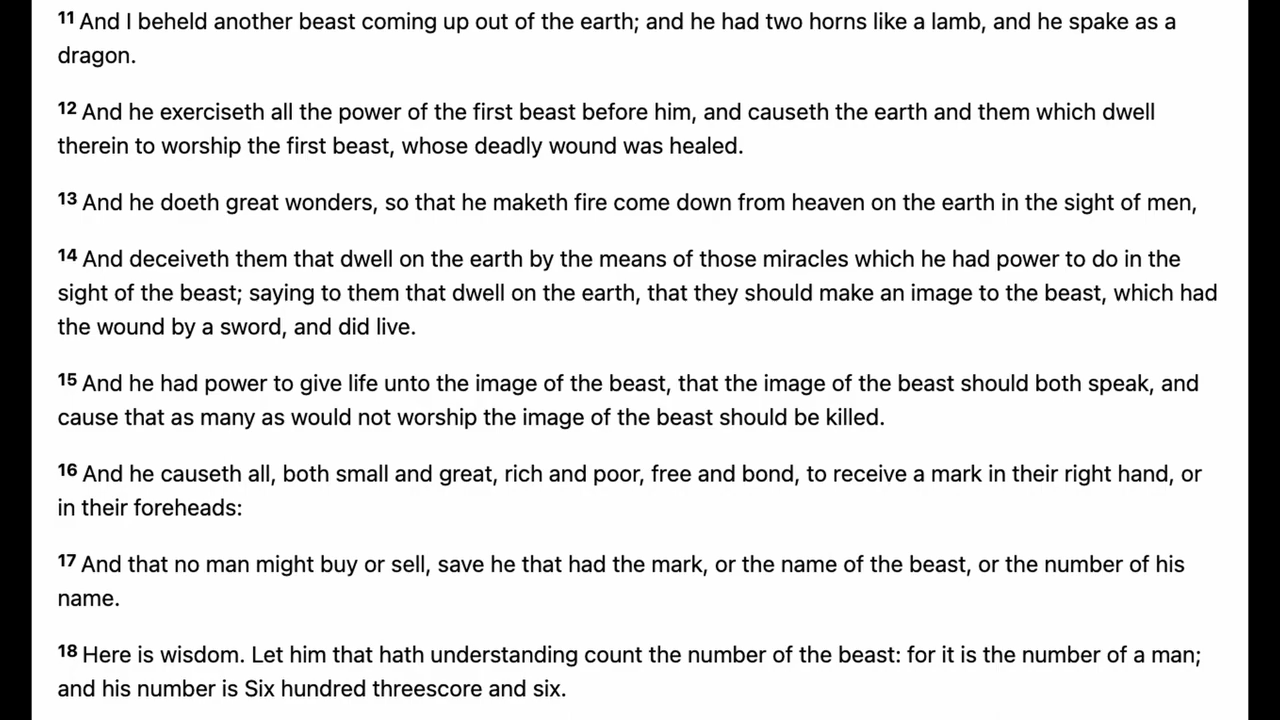 11 And I beheld another beast coming up out of the earth; and he had two horns like a lamb, and he spake as a
dragon.
12 And he exerciseth all the power of the first beast before him, and causeth the earth and them which dwell
therein to worship the first beast, whose deadly wound was healed.
13 And he doeth great wonders, so that he maketh fire come down from heaven on the earth in the sight of men,
14 And deceiveth them that dwell on the earth by the means of those miracles which he had power to do in the
sight of the beast; saying to them that dwell on the earth, that they should make an image to the beast, which had
the wound by a sword, and did live.
15 And he had power to give life unto the image of the beast, that the image of the beast should both speak, and
cause that as many as would not worship the image of the beast should be killed.
16 And he causeth all, both small and great, rich and poor, free and bond, to receive a mark in their right hand, or
in their foreheads:
17 And that no man might buy or sell, save he that had the mark, or the name of the beast, or the number of his
name.
18 Here is wisdom. Let him that hath understanding count the number of the beast: for it is the number of a man;
and his number is Six hundred threescore and six.